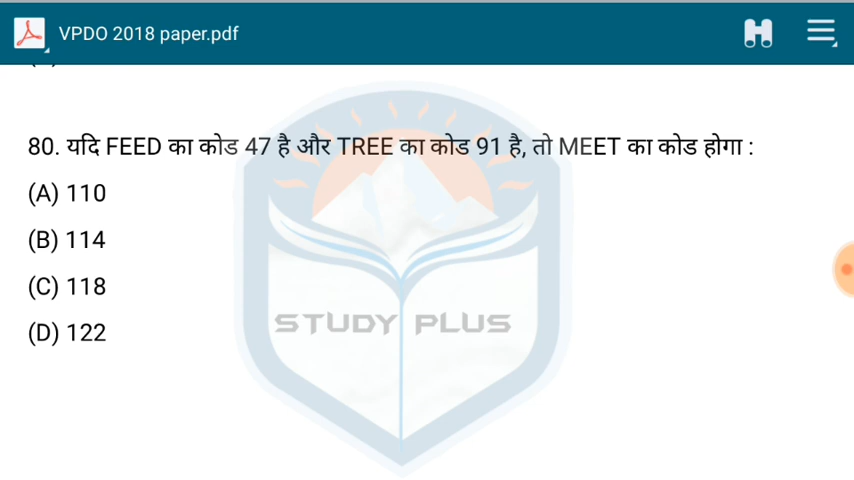 VPDO 2018 paper.pdf
80. यदि FEED का कोड 47 है और TREE का कोड 91 है, तो MEET का कोड होगा :
(A) 110
(B) 114
(C) 118
(D) 122
STUDY PLUS